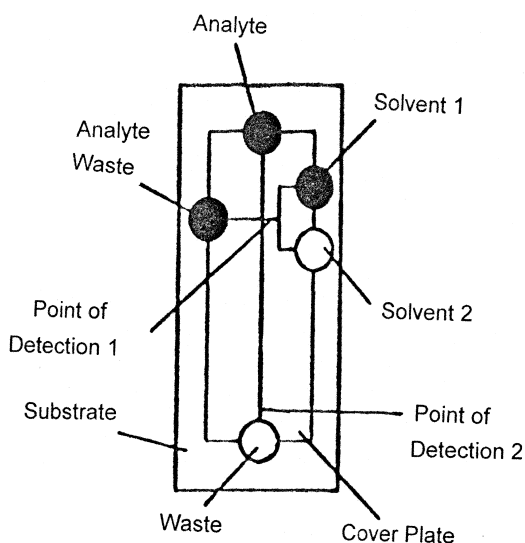 Analyte
Solvent 1
Analyte
Waste
Solvent 2
Point of
Detection 1
Substrate
Point of
Detection 2
Waste
Cover Plate